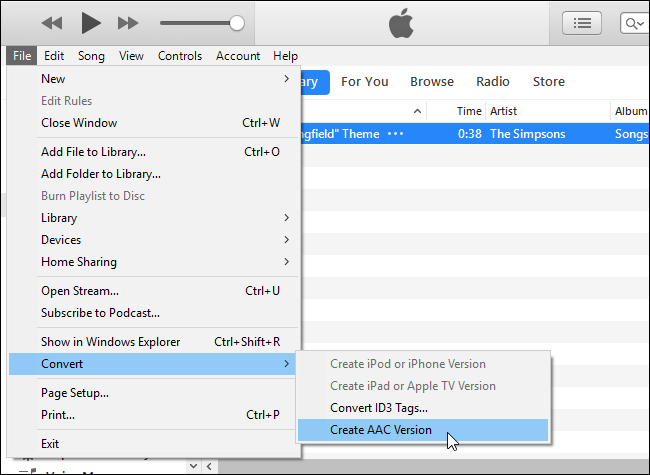 File Edit Song View Controls Account Help
For You Browse Radio Store
Time Artist Album
Theme ••• 0:38 The Simpsons Songs
New
Edit Rules
Close Window Ctrl+W
Add File to Library... Ctrl+O
Add Folder to Library...
Burn Playlist to Disc
Library
Devices
Home Sharing
Open Stream... Ctrl+U
Subscribe to Podcast...
Show in Windows Explorer Ctrl+Shift+R
Convert
Page Setup...
Print... Ctrl+P
Exit
Create iPod or iPhone Version
Create iPad or Apple TV Version
Convert ID3 Tags...
Create AAC Version